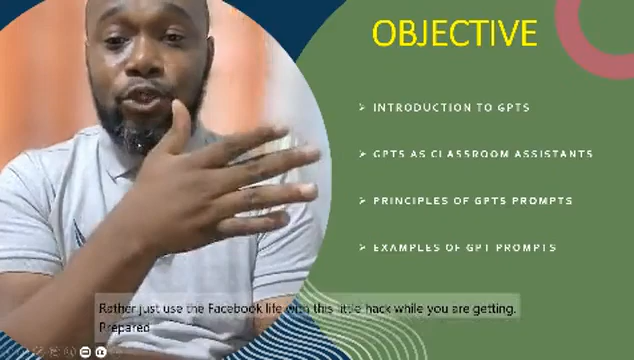 OBJECTIVE
INTRODUCTION TO GPTS
GPTS AS CLASSROOM ASSISTANTS
PRINCIPLES OF GPTS PROMPTS
EXAMPLES OF GPT PROMPTS
Rather just use the Facebook life with this little hack while you are getting.
Prepared